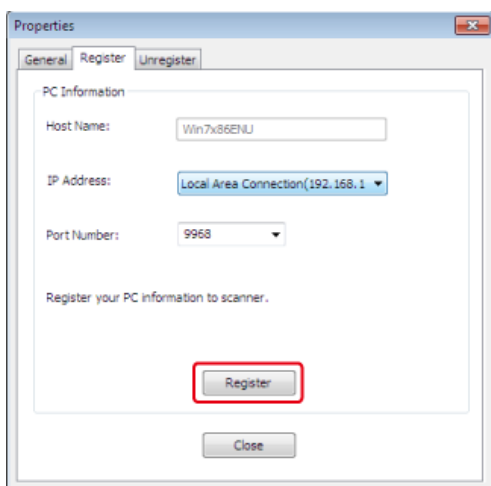 Properties
General Register Unregister
PC Information
Host Name: Win7x86ENU
IP Address: Local Area Connection(192.168.1
Port Number: 9968
Register your PC information to scanner.
Register
Close